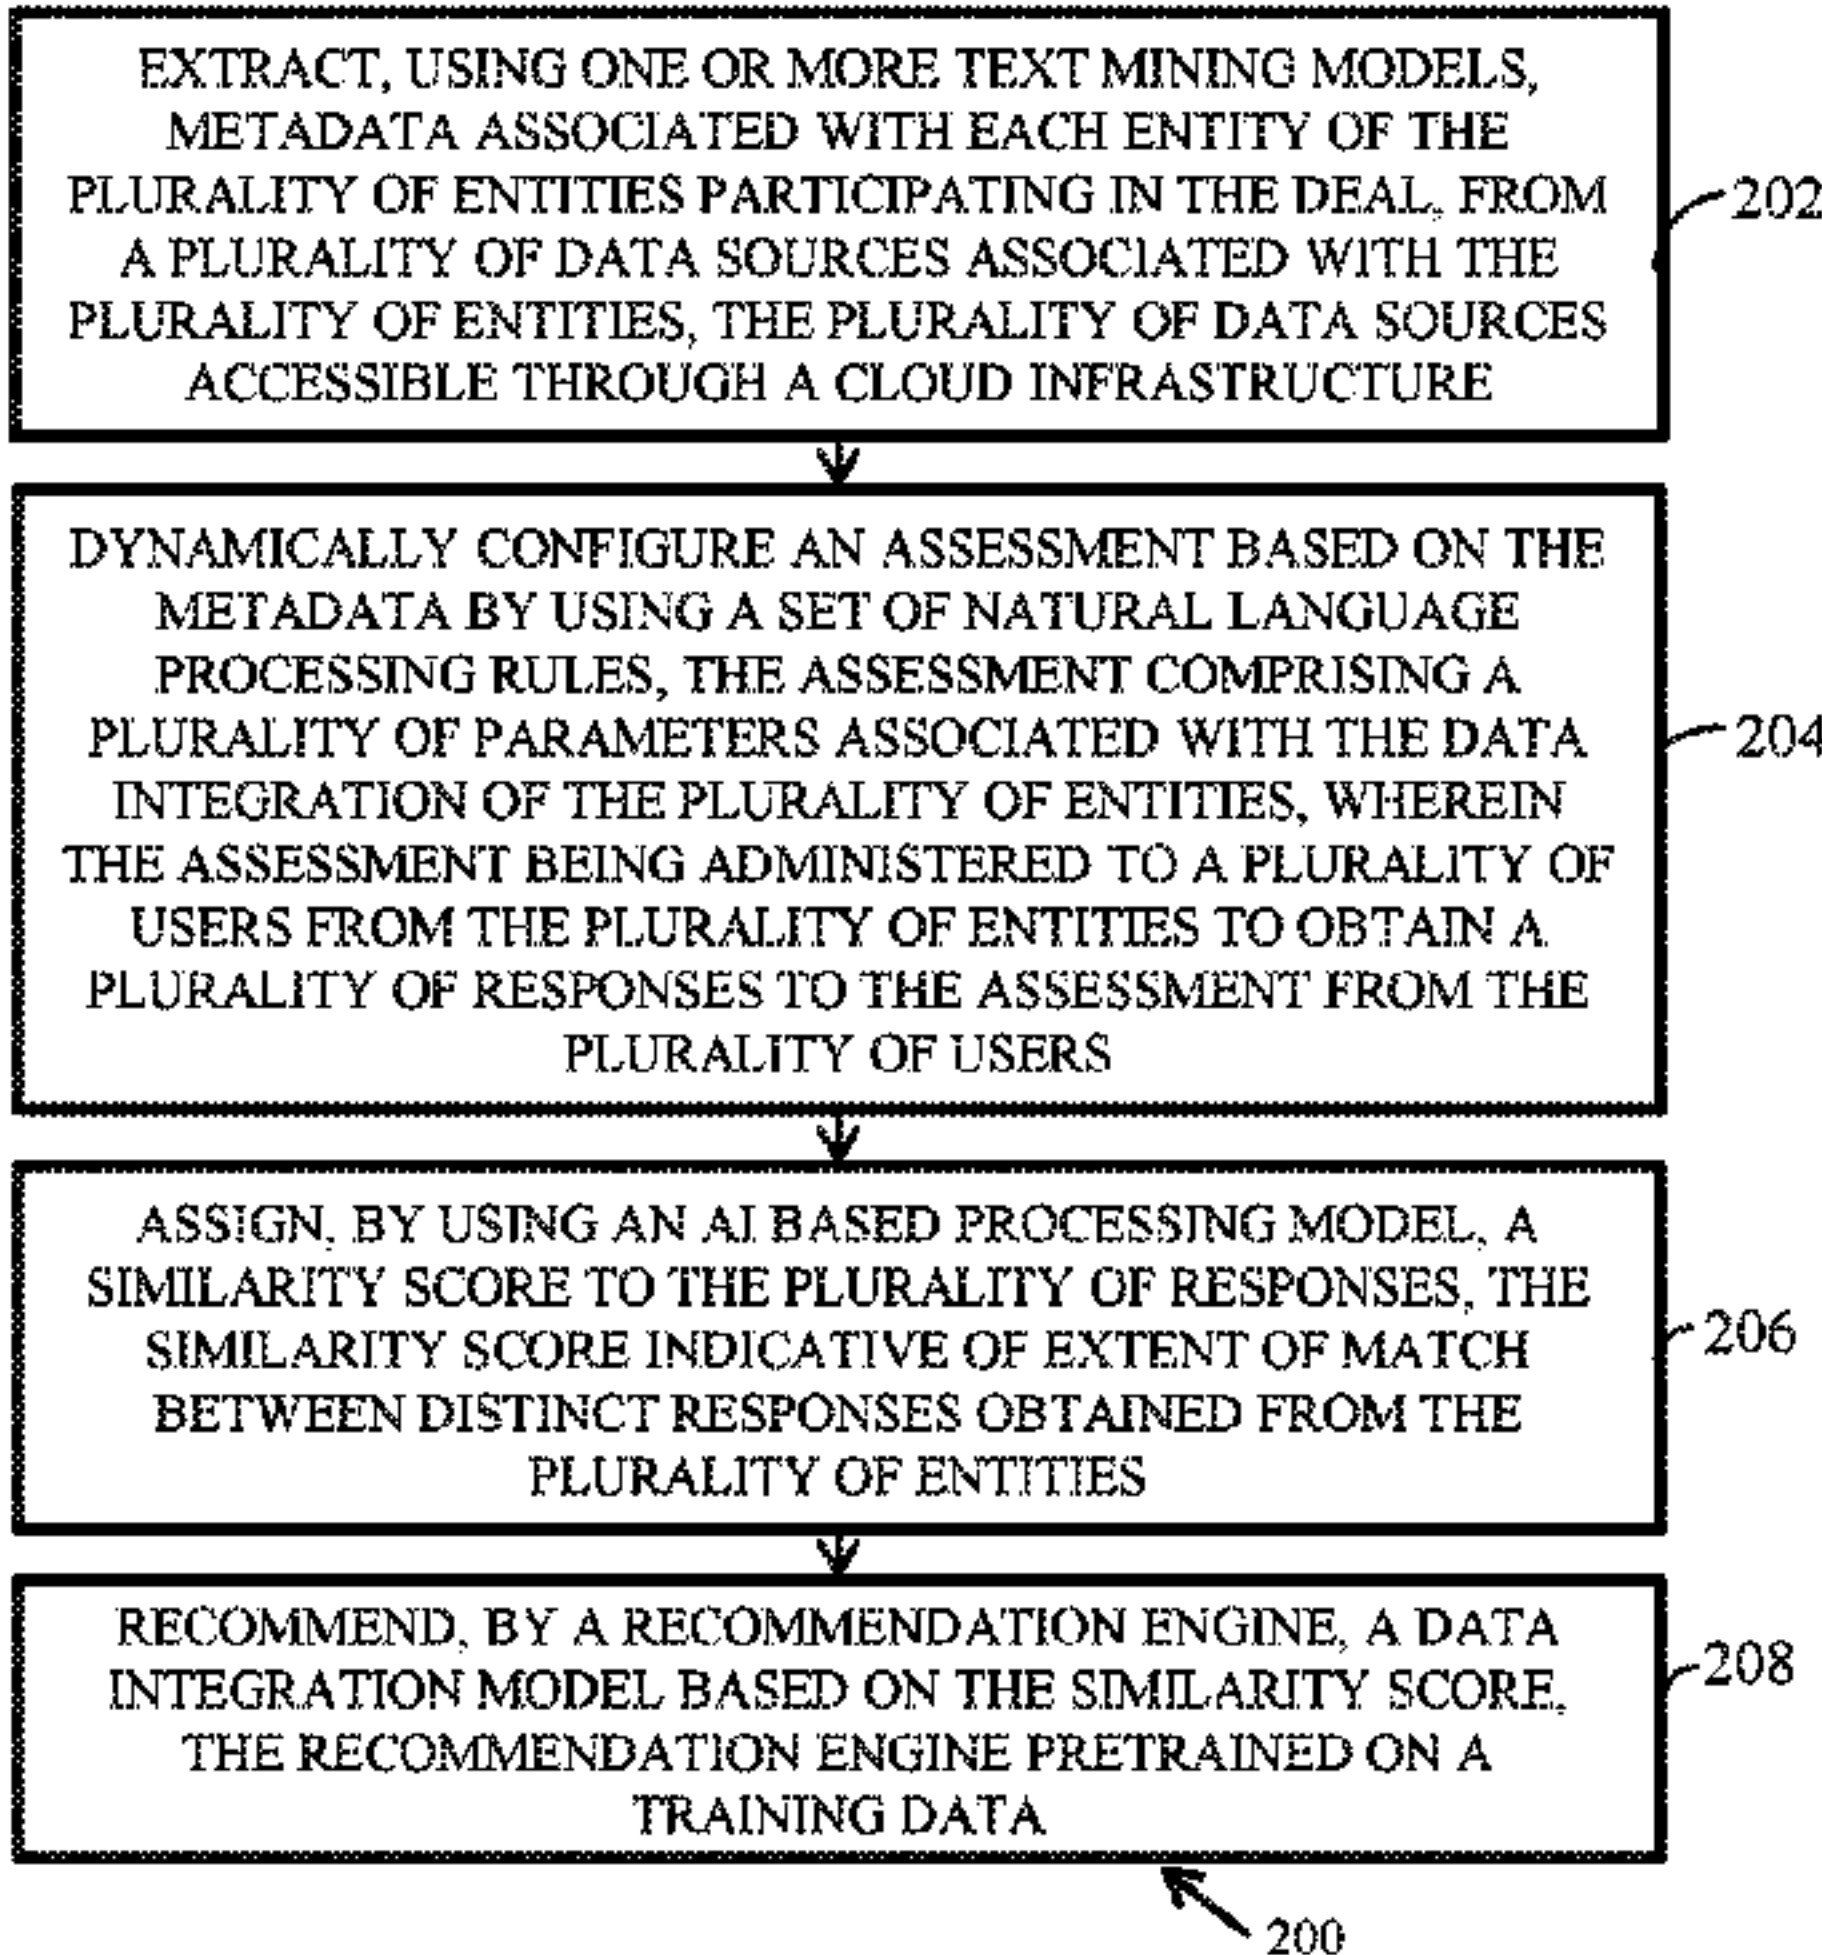 EXTRACT, USING ONE OR MORE TEXT MINING MODELS,
METADATA ASSOCIATED WITH EACH ENTITY OF THE
PLURALITY OF ENTITIES PARTICIPATING IN THE DEAL, FROM
A PLURALITY OF DATA SOURCES ASSOCIATED WITH THE
PLURALITY OF ENTITIES, THE PLURALITY OF DATA SOURCES
ACCESSIBLE THROUGH A CLOUD INFRASTRUCTURE
202
DYNAMICALLY CONFIGURE AN ASSESSMENT BASED ON THE
METADATA BY USING A SET OF NATURAL LANGUAGE
PROCESSING RULES, THE ASSESSMENT COMPRISING A
PLURALITY OF PARAMETERS ASSOCIATED WITH THE DATA
INTEGRATION OF THE PLURALITY OF ENTITIES, WHEREIN
THE ASSESSMENT BEING ADMINISTERED TO A PLURALITY OF
USERS FROM THE PLURALITY OF ENTITIES TO OBTAIN A
PLURALITY OF RESPONSES TO THE ASSESSMENT FROM THE
PLURALITY OF USERS
204
ASSIGN, BY USING AN AI BASED PROCESSING MODEL, A
SIMILARITY SCORE TO THE PLURALITY OF RESPONSES, THE
SIMILARITY SCORE INDICATIVE OF EXTENT OF MATCH
BETWEEN DISTINCT RESPONSES OBTAINED FROM THE
PLURALITY OF ENTITIES
206
RECOMMEND, BY A RECOMMENDATION ENGINE, A DATA
INTEGRATION MODEL BASED ON THE SIMILARITY SCORE,
THE RECOMMENDATION ENGINE PRETRAINED ON A
TRAINING DATA
208
200